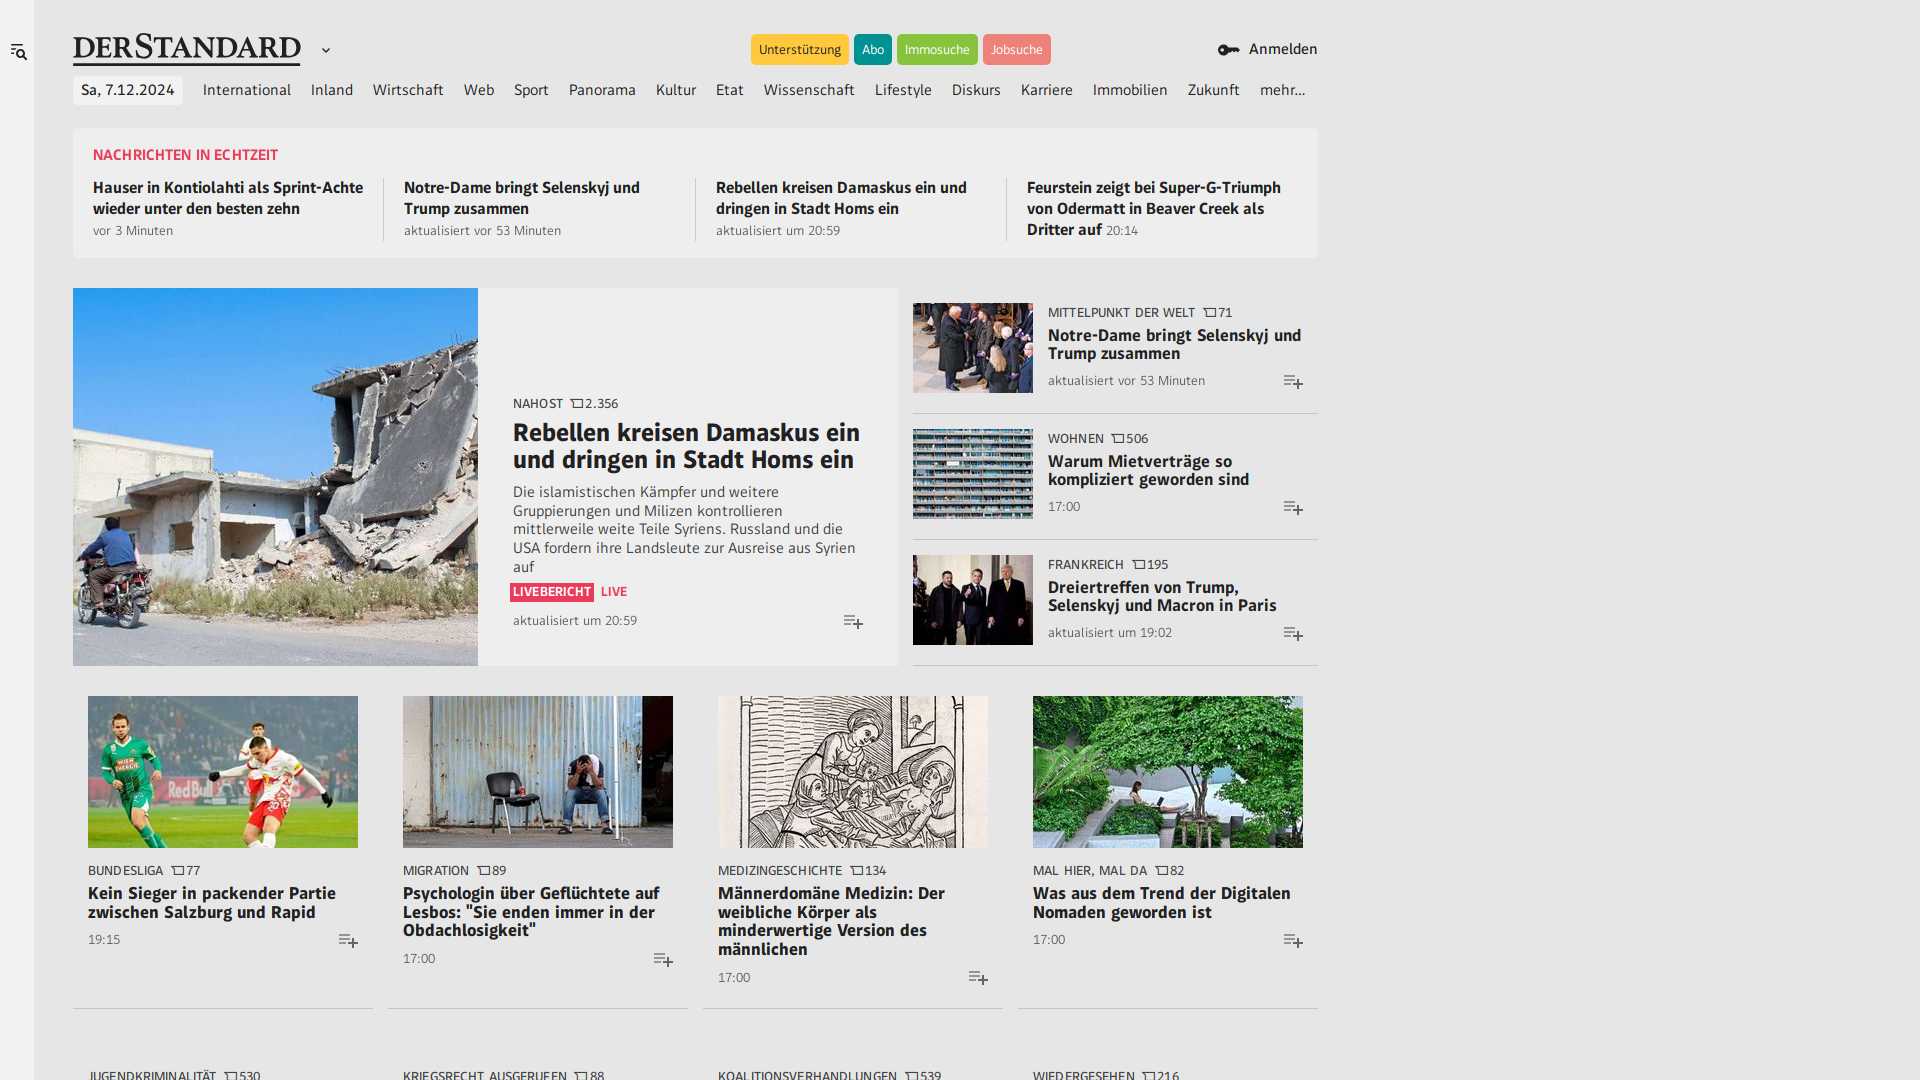 DERSTANDARD
Unterstützung
Abo
Immosuche
Jobsuche
Anmelden
Sa, 7.12.2024
International
Inland
Wirtschaft
Web
Sport
Panorama
Kultur
Etat
Wissenschaft
Lifestyle
Diskurs
Karriere
Immobilien
Zukunft
mehr…
NACHRICHTEN IN ECHTZEIT
Hauser in Kontiolahti als Sprint-Achte
wieder unter den besten zehn
vor 3 Minuten
Notre-Dame bringt Selenskyj und
Trump zusammen
aktualisiert vor 53 Minuten
Rebellen kreisen Damaskus ein und
dringen in Stadt Homs ein
aktualisiert um 20:59
Feurstein zeigt bei Super-G-Triumph
von Odermatt in Beaver Creek als
Dritter auf 20:14
NAHOST 2.356
Rebellen kreisen Damaskus ein
und dringen in Stadt Homs ein
Die islamistischen Kämpfer und weitere
Gruppierungen und Milizen kontrollieren
mittlerweile weite Teile Syriens. Russland und die
USA fordern ihre Landsleute zur Ausreise aus Syrien
auf
LIVEBERICHT LIVE
aktualisiert um 20:59
MITTELPUNKT DER WELT 71
Notre-Dame bringt Selenskyj und
Trump zusammen
aktualisiert vor 53 Minuten
WOHNEN 506
Warum Mietverträge so
kompliziert geworden sind
17:00
FRANKREICH 195
Dreiertreffen von Trump,
Selenskyj und Macron in Paris
aktualisiert um 19:02
WIEN
ENERGIE
Red Bull
BUNDESLIGA 77
Kein Sieger in packender Partie
zwischen Salzburg und Rapid
19:15
MIGRATION 89
Psychologin über Geflüchtete auf
Lesbos: "Sie enden immer in der
Obdachlosigkeit"
17:00
MEDIZINGESCHICHTE 134
Männerdomäne Medizin: Der
weibliche Körper als
minderwertige Version des
männlichen
17:00
MAL HIER, MAL DA 82
Was aus dem Trend der Digitalen
Nomaden geworden ist
17:00
JUGENDKRIMINALITÄT 530
KRIEGSRECHT AUSGERUFEN 88
KOALITIONSVERHANDLUNGEN 539
WIEDERGESEHEN 216